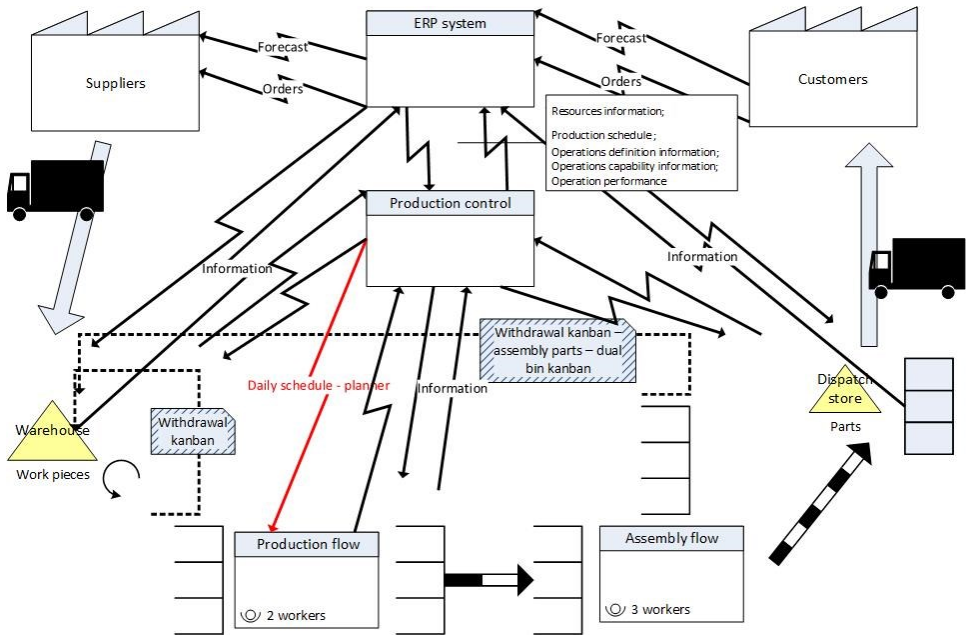 ERP system
Forecast
Forecast
Suppliers
Customers
Orders
Orders
Resources information;
Production schedule;
Operations definition information;
Operations capability information;
Operation performance
Production control
Information
Information
Withdrawal kanban –
assembly parts – dual
bin kanban
Daily schedule - planner
Information
Dispatch
store
Parts
Warehouse
Work pieces
Withdrawal
kanban
Production flow
2 workers
Assembly flow
3 workers